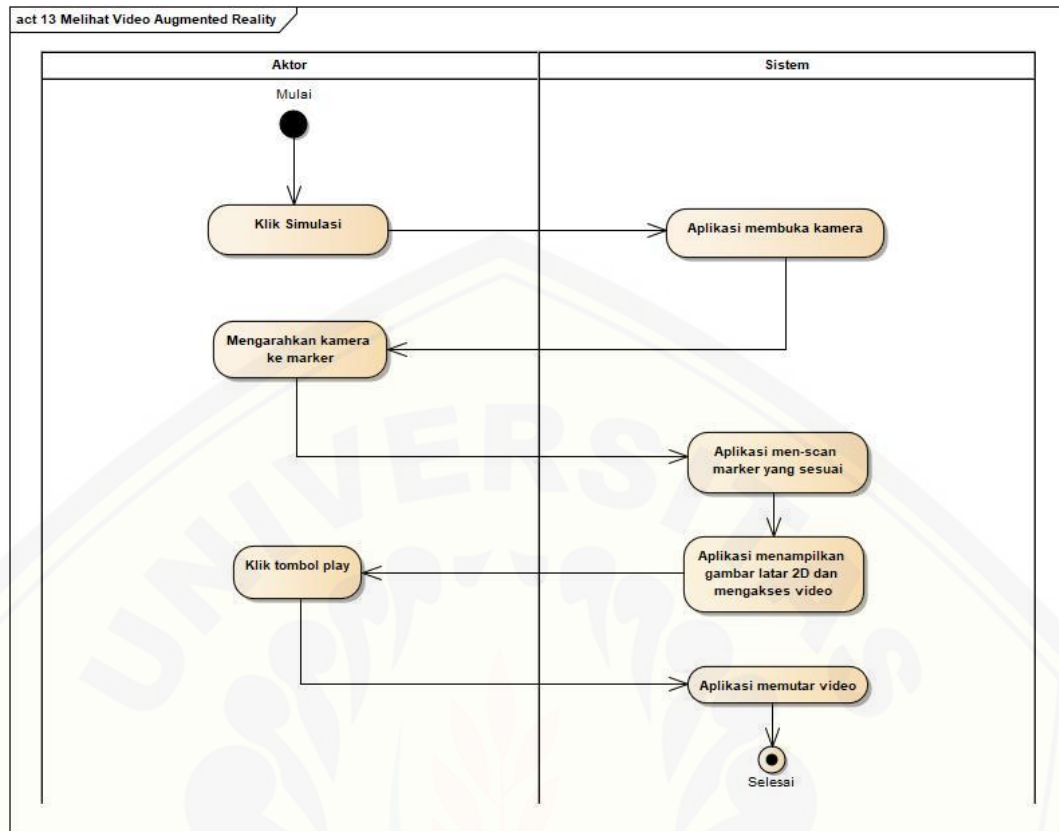 act 13 Melihat Video Augmented Reality
Aktor
Sistem
Mulai
Klik Simulasi
Aplikasi membuka kamera
Mengarahkan kamera
ke marker
Aplikasi men-scan
marker yang sesuai
Aplikasi menampilkan
gambar latar 2D dan
mengakses video
Klik tombol play
Aplikasi memutar video
Selesai
UNIVERSITAS